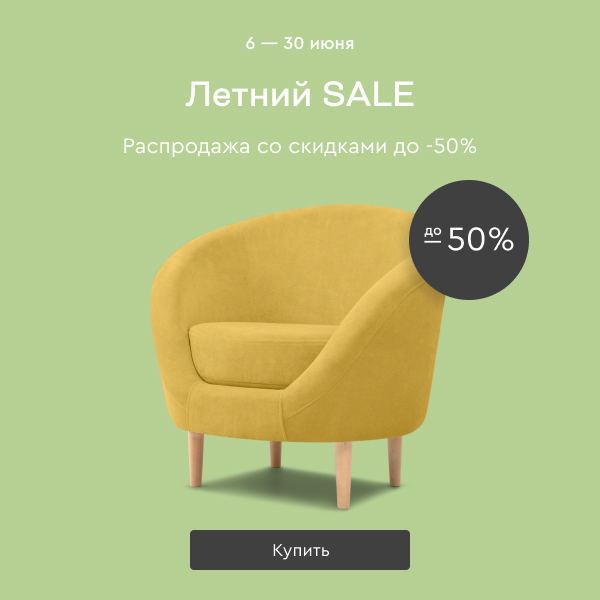 6 — 30 июня
Летний SALE
Распродажа со скидками до -50%
до 50%
Купить